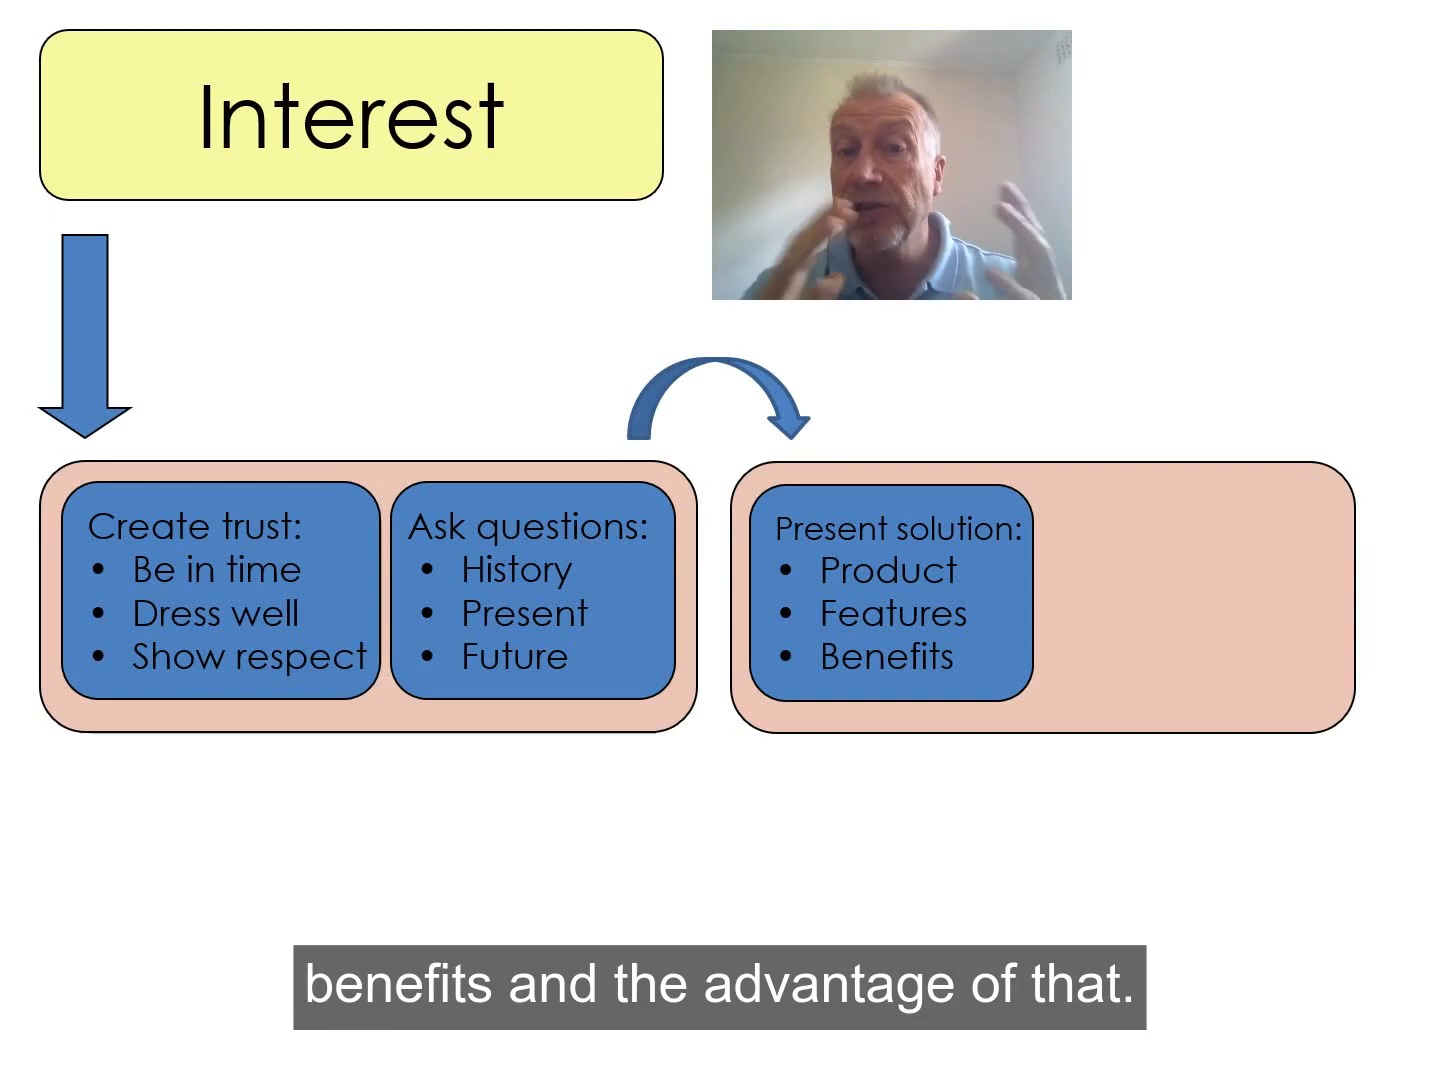 Interest
Create trust:
• Be in time
• Dress well
• Show respect
Ask questions:
• History
• Present
• Future
Present solution:
• Product
• Features
• Benefits
benefits and the advantage of that.